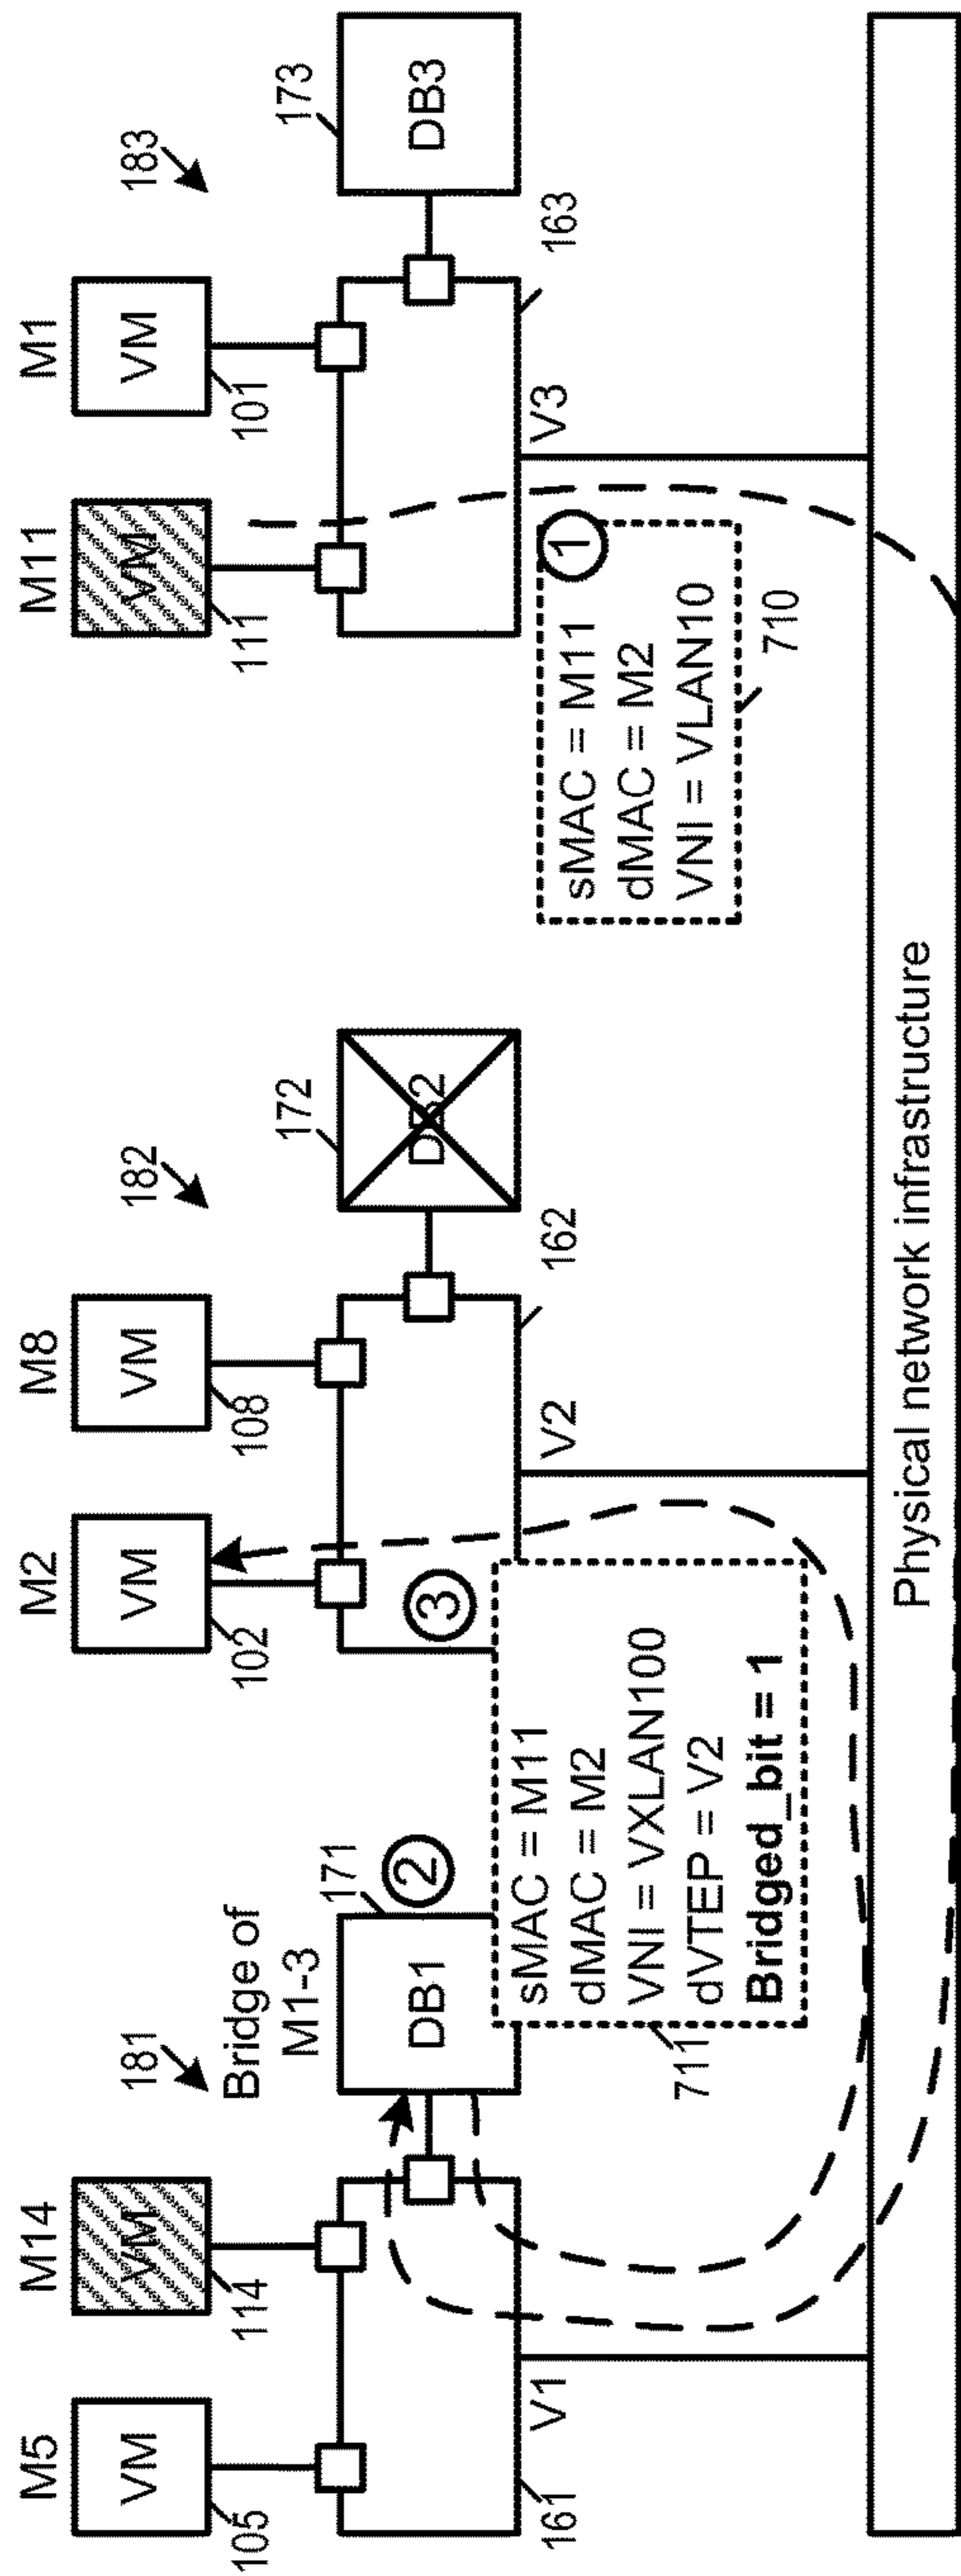 M5
M14
181
Bridge of
M1-3
M2
M8
182
M11
M1
183
VM
VM
VM
VM
VM
VM
105
114
171
102
108
172
111
101
173
DB1
2
3
DB2
DB3
161
V1
V2
162
V3
163
sMAC = M11
dMAC = M2
VNI = VXLAN100
dVTEP = V2
Bridged_bit = 1
711
1
sMAC = M11
dMAC = M2
VNI = VLAN10
710
Physical network infrastructure